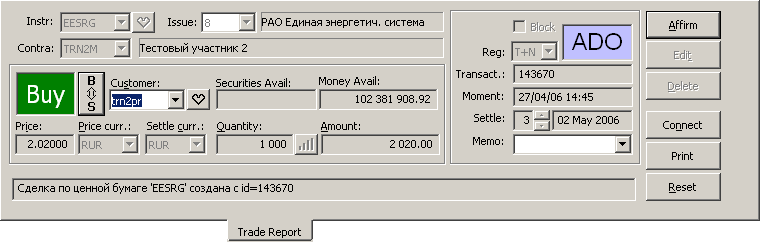 Instr: EESRG Issue: 8 РАО Единая энергетич. система
Contra: TRN2M Тестовый участник 2
Buy B S Customer: trn2pr Securities Avail: Money Avail: 102 381 908.92
Price: Price curr.: Settle curr.: Quantity: Amount:
2.02000 RUR RUR 1 000 2 020.00
Block
Reg: T+N ADO
Transact.: 143670
Moment: 27/04/06 14:45
Settle: 3 02 May 2006
Memo:
Affirm
Edit
Delete
Connect
Print
Reset
Сделка по ценной бумаге 'EESRG' создана с id=143670
Trade Report